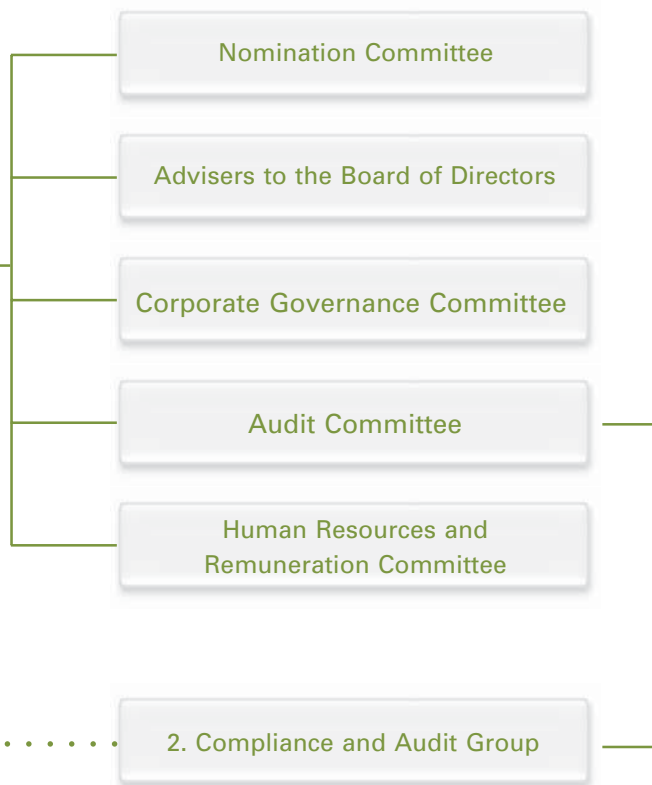 Nomination Committee
Advisers to the Board of Directors
Corporate Governance Committee
Audit Committee
Human Resources and
Remuneration Committee
2. Compliance and Audit Group